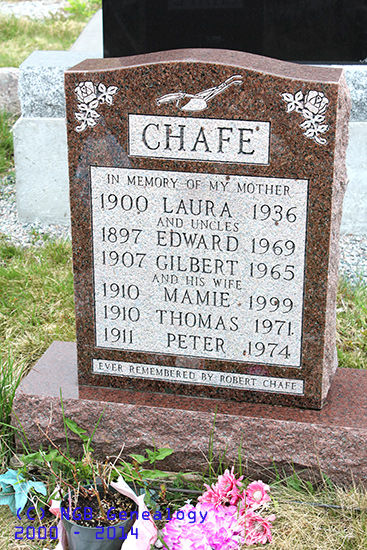 CHAFE
IN MEMORY OF MY MOTHER
1900 LAURA 1936
AND UNCLES
1897 EDWARD 1969
1907 GILBERT 1965
AND HIS WIFE
1910 MAMIE 1999
1910 THOMAS 1971
1911 PETER 1974
EVER REMEMBERED BY ROBERT CHAFE
(C) NGB Genealogy
2000 - 2014